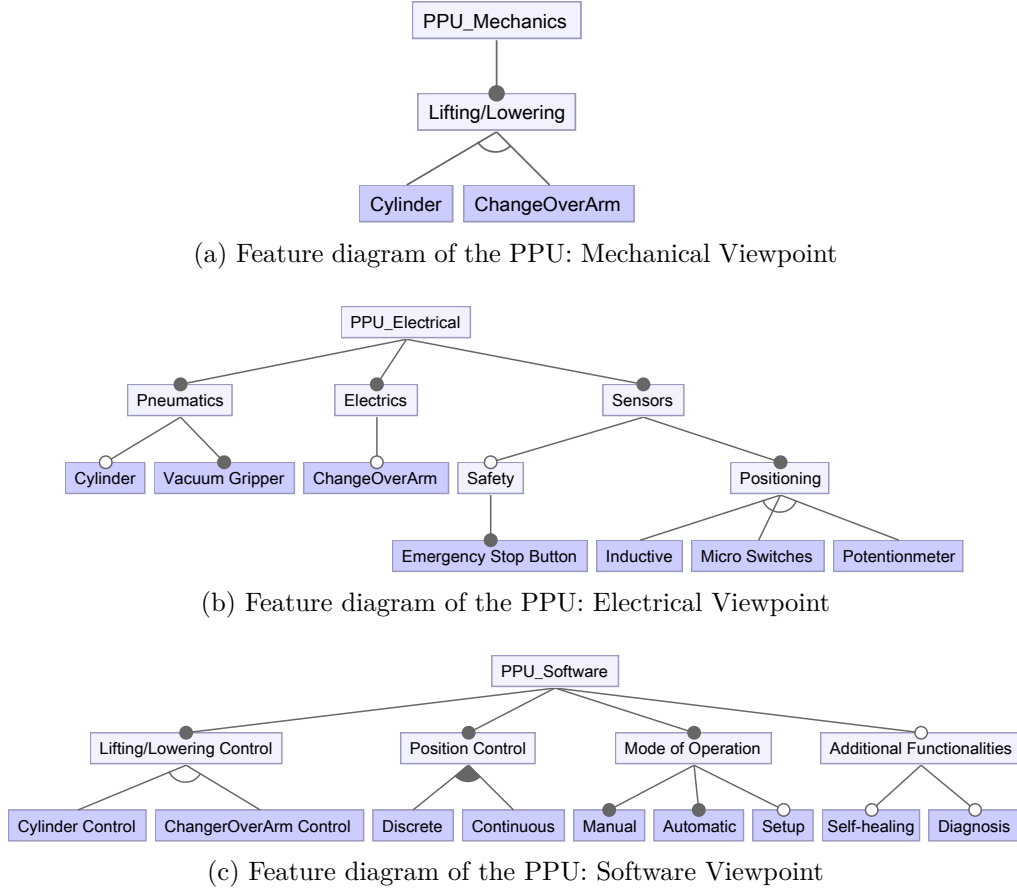 PPU_Mechanics
Lifting/Lowering
Cylinder ChangeOverArm
(a) Feature diagram of the PPU: Mechanical Viewpoint
PPU_Electrical
Pneumatics Electrics Sensors
Cylinder Vacuum Gripper ChangeOverArm Safety Positioning
Emergency Stop Button Inductive Micro Switches Potentionmeter
(b) Feature diagram of the PPU: Electrical Viewpoint
PPU_Software
Lifting/Lowering Control Position Control Mode of Operation Additional Functionalities
Cylinder Control ChangerOverArm Control Discrete Continuous Manual Automatic Setup Self-healing Diagnosis
(c) Feature diagram of the PPU: Software Viewpoint